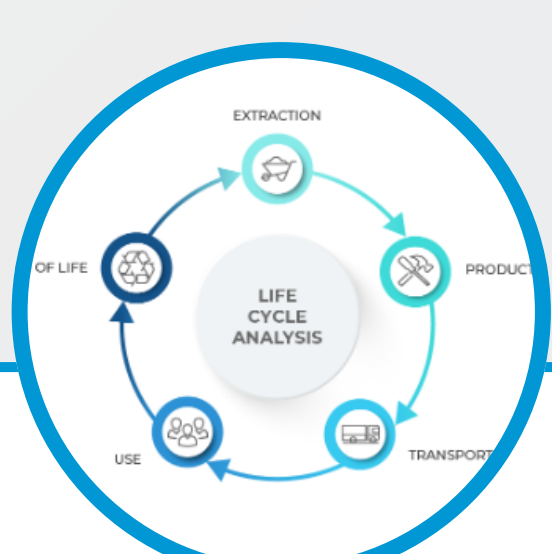 EXTRACTION
OF LIFE
PRODUCT
LIFE
CYCLE
ANALYSIS
USE
TRANSPORT